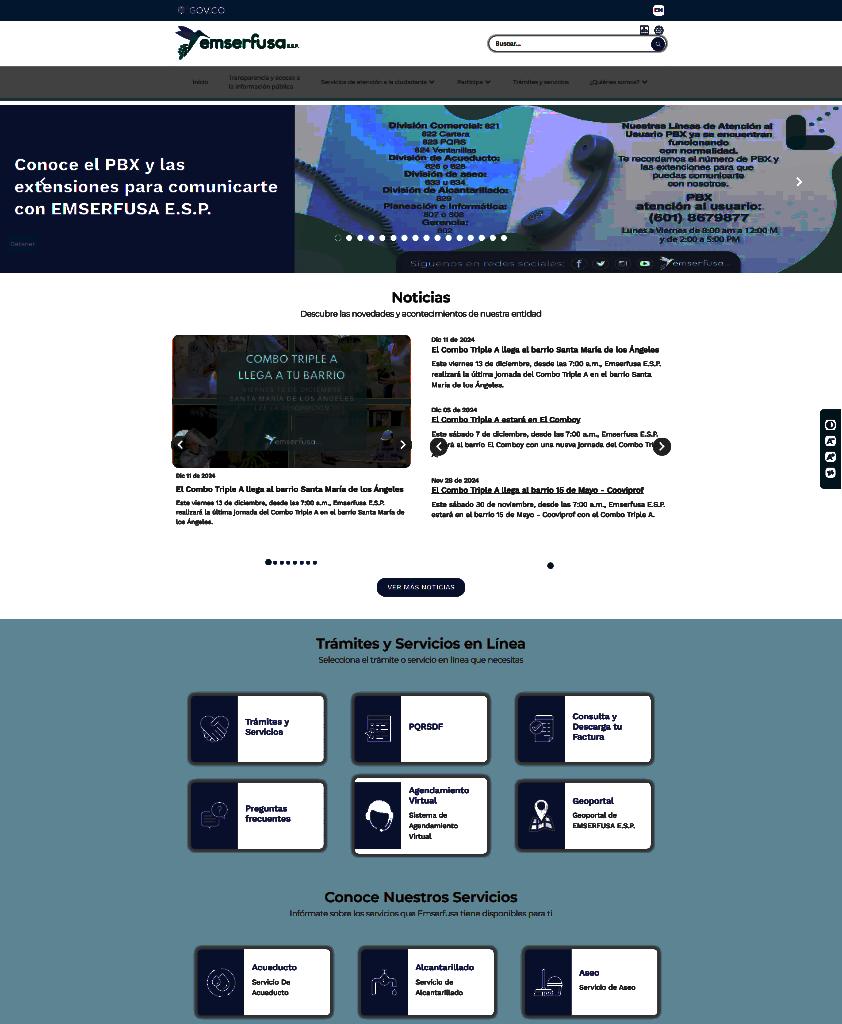 GOV.CO
EN
emserfusa E.S.P.
Buscar...
Inicio
Transparencia y acceso a
la información pública
Servicios de atención a la ciudadanía
Participa
Trámites y servicios
¿Quiénes somos?
Conoce el PBX y las
extensiones para comunicarte
con EMSERFUSA E.S.P.
Detener
División Comercial: 821
822 Cartera
823 PQRS
824 Ventanillas
División de Acueducto:
División de aseo:
833 u 834
División de Alcantarillado:
829
Planeación e Informática:
807 o 808
Gerencia:
802
Nuestras Líneas de Atención al
Usuario PBX ya se encuentran
funcionando
con normalidad.
Te recordamos el número de PBX y
las extensiones para que
puedas comunicarte
con nosotros.
PBX
atención al usuario:
(601) 8679877
Lunes a Viernes de 8:00 am a 12:00 M
y de 2:00 a 5:00 PM
Síguenos en redes sociales:
emserfusa
Noticias
Descubre las novedades y acontecimientos de nuestra entidad
COMBO TRIPLE A
LLEGA A TU BARRIO
VIERNES 13 DE DICIEMBRE
SANTA MARÍA DE LOS ÁNGELES
LEE LA DESCRIPCIÓN
emserfusa
Dic 11 de 2024
El Combo Triple A llega al barrio Santa María de los Ángeles
Este viernes 13 de diciembre, desde las 7:00 a.m., Emserfusa E.S.P.
realizará la última jornada del Combo Triple A en el barrio Santa María de
los Ángeles.
Dic 11 de 2024
El Combo Triple A llega al barrio Santa María de los Ángeles
Este viernes 13 de diciembre, desde las 7:00 a.m., Emserfusa E.S.P.
realizará la última jornada del Combo Triple A en el barrio Santa
María de los Ángeles.
Dic 05 de 2024
El Combo Triple A estará en El Comboy
Este sábado 7 de diciembre, desde las 7:00 a.m., Emserfusa E.S.P.
al barrio El Comboy con una nueva jornada del Combo
Nov 28 de 2024
El Combo Triple A llega al barrio 15 de Mayo - Cooviprof
Este sábado 30 de noviembre, desde las 7:00 a.m., Emserfusa E.S.P.
estará en el barrio 15 de Mayo - Cooviprof con el Combo Triple A.
VER MÁS NOTICIAS
Trámites y Servicios en Línea
Selecciona el trámite o servicio en línea que necesitas
Trámites y
Servicios
PQRSDF
Consulta y
Descarga tu
Factura
Preguntas
frecuentes
Agendamiento
Virtual
Sistema de
Agendamiento
Virtual
Geoportal
Geoportal de
EMSERFUSA E.S.P.
Conoce Nuestros Servicios
Infórmate sobre los servicios que Emserfusa tiene disponibles para ti
Acueducto
Servicio De
Acueducto
Alcantarillado
Servicio de
Alcantarillado
Aseo
Servicio de Aseo